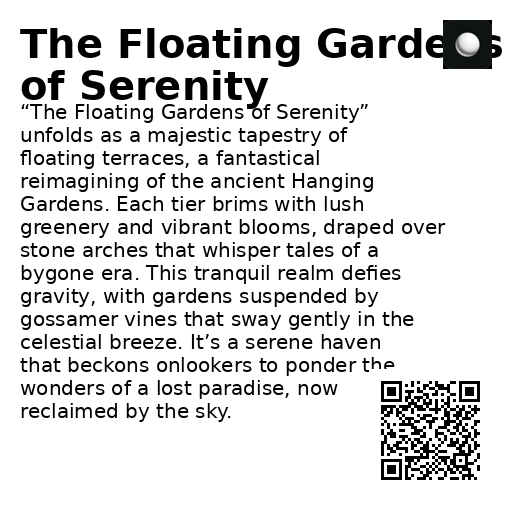 The Floating Gardens
of Serenity
“The Floating Gardens of Serenity”
unfolds as a majestic tapestry of
floating terraces, a fantastical
reimagining of the ancient Hanging
Gardens. Each tier brims with lush
greenery and vibrant blooms, draped over
stone arches that whisper tales of a
bygone era. This tranquil realm defies
gravity, with gardens suspended by
gossamer vines that sway gently in the
celestial breeze. It’s a serene haven
that beckons onlookers to ponder the
wonders of a lost paradise, now
reclaimed by the sky.